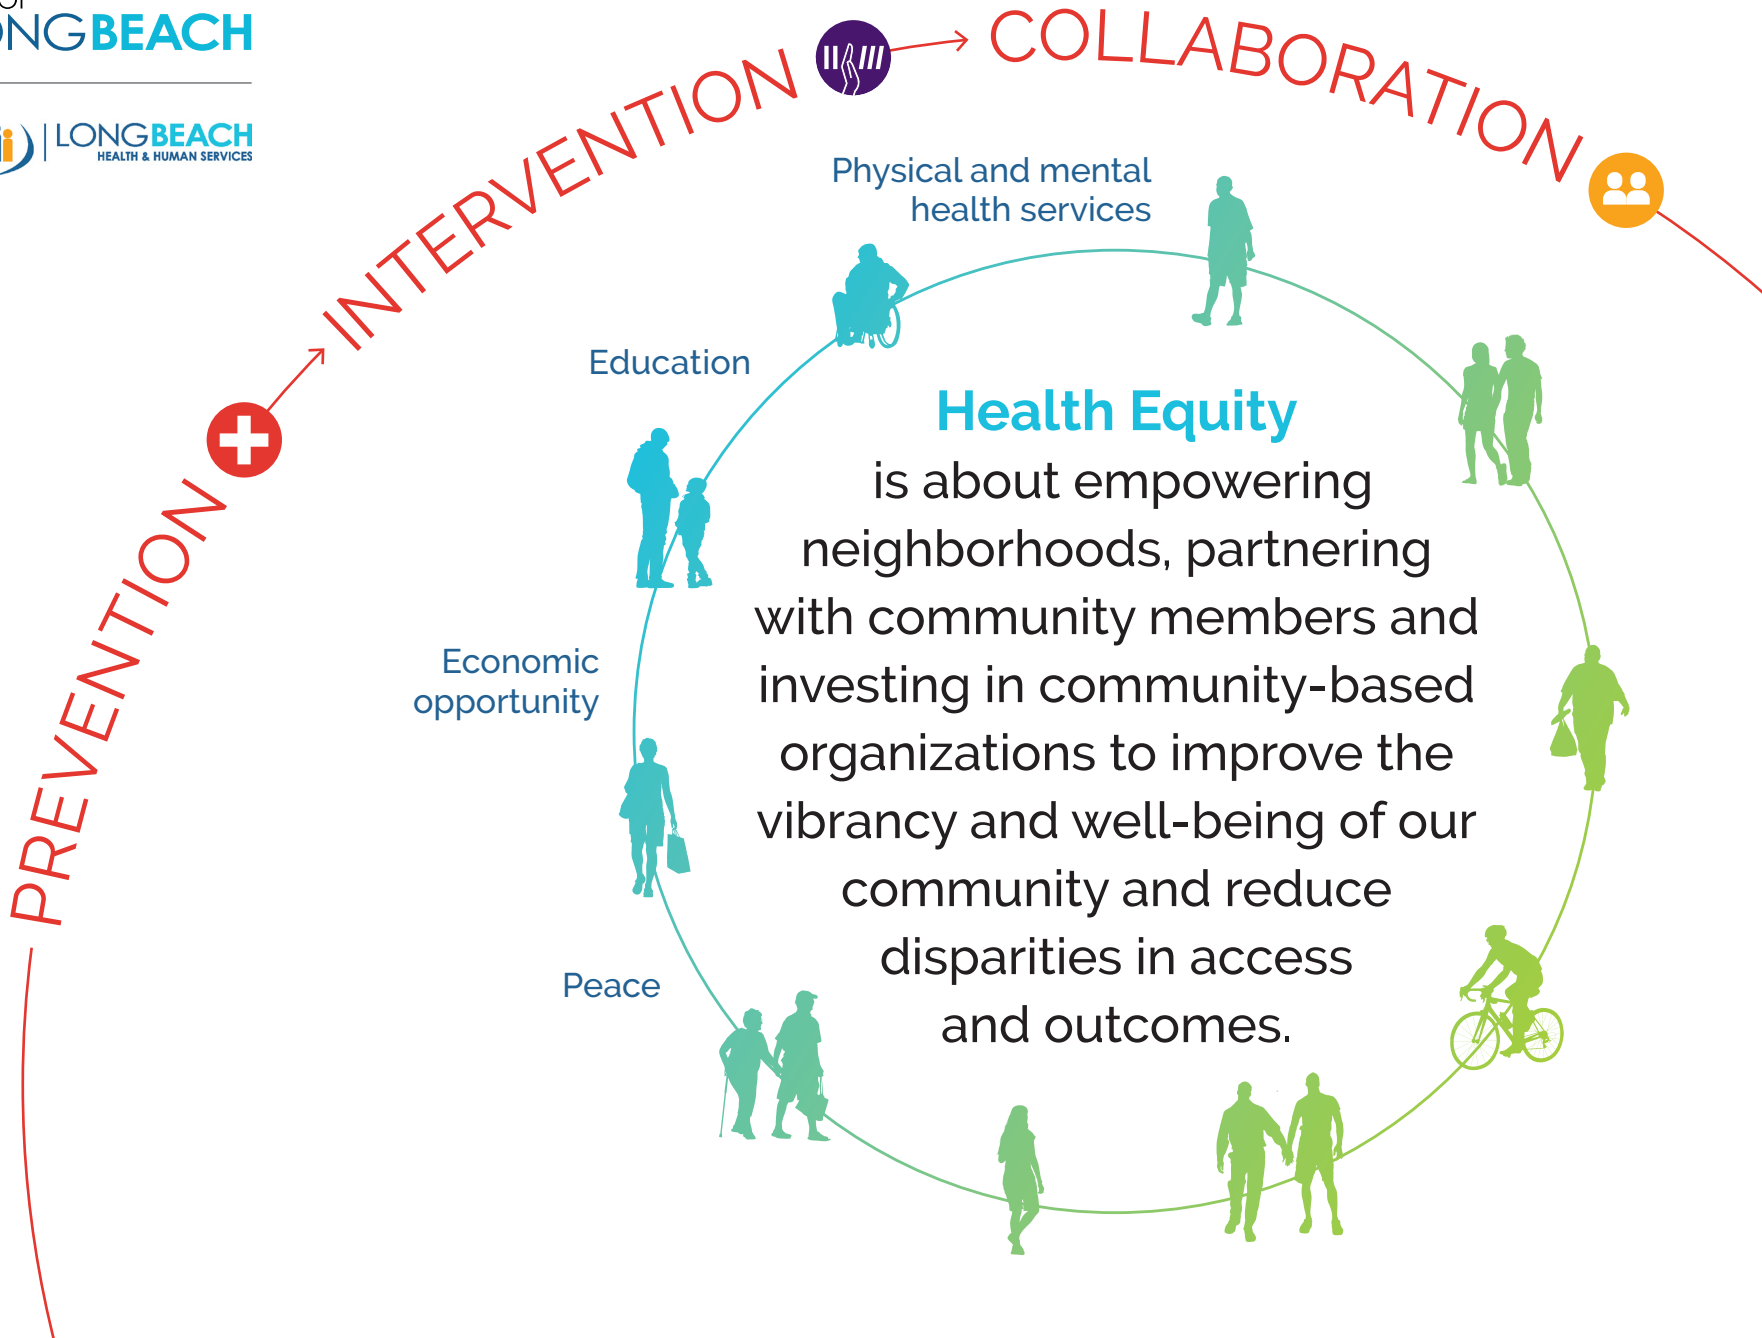 BEACH
LONGBEACH
HEALTH & HUMAN SERVICES
PREVENTION
INTERVENTION
COLLABORATION
Physical and mental
health services
Education
Economic
opportunity
Peace
Health Equity
is about empowering
neighborhoods, partnering
with community members and
investing in community-based
organizations to improve the
vibrancy and well-being of our
community and reduce
disparities in access
and outcomes.